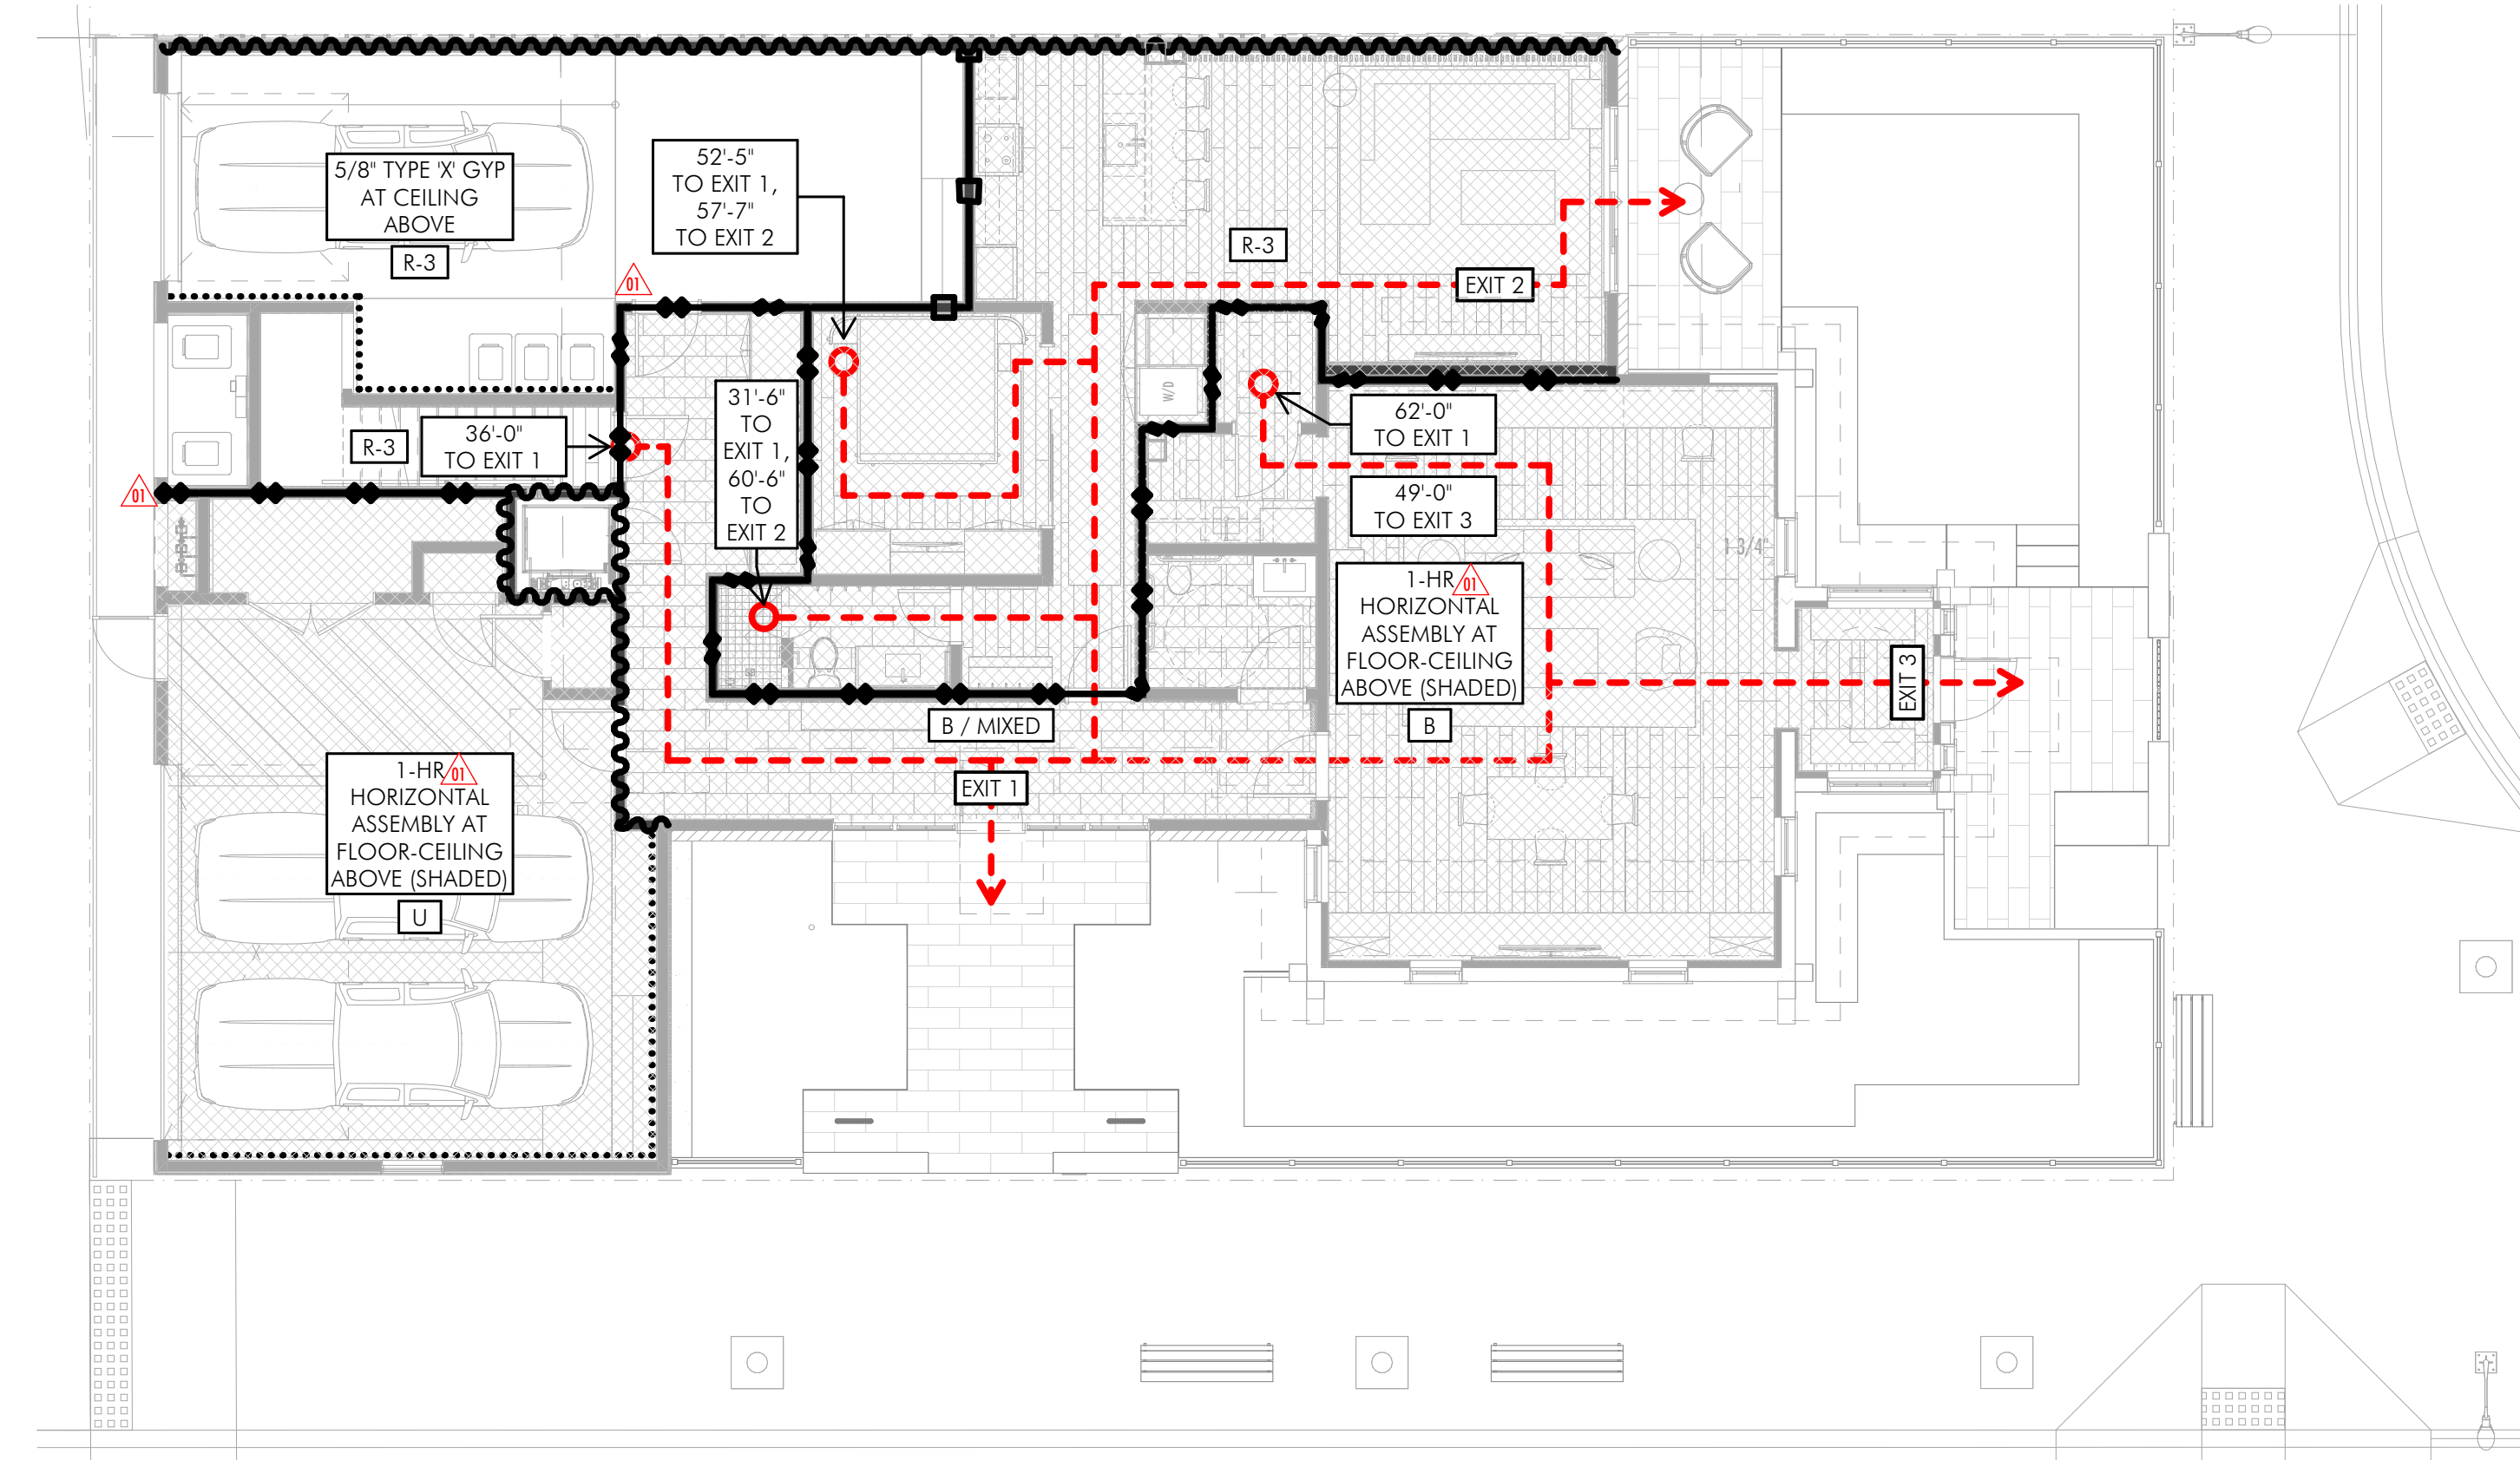 5/8" TYPE 'X' GYP
AT CEILING
ABOVE
R-3
52'-5"
TO EXIT 1,
57'-7"
TO EXIT 2
01
R-3
EXIT 2
31'-6"
TO
EXIT 1,
60'-6"
TO
EXIT 2
W/D
62'-0"
TO EXIT 1
R-3
36'-0"
TO EXIT 1
01
49'-0"
TO EXIT 3
1 3/4"
1-HR 01
HORIZONTAL
ASSEMBLY AT
FLOOR-CEILING
ABOVE (SHADED)
B
EXIT 3
B / MIXED
EXIT 1
1-HR 01
HORIZONTAL
ASSEMBLY AT
FLOOR-CEILING
ABOVE (SHADED)
U